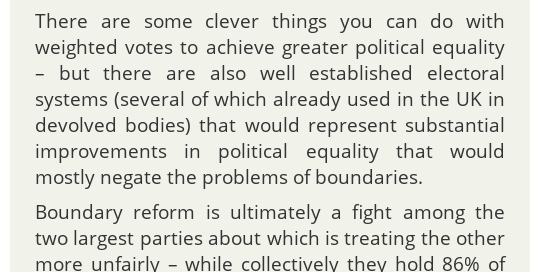 There are some clever things you can do with
weighted votes to achieve greater political equality
– but there are also well established electoral
systems (several of which already used in the UK in
devolved bodies) that would represent substantial
improvements in political equality that would
mostly negate the problems of boundaries.
Boundary reform is ultimately a fight among the
two largest parties about which is treating the other
more unfairly – while collectively they hold 86% of